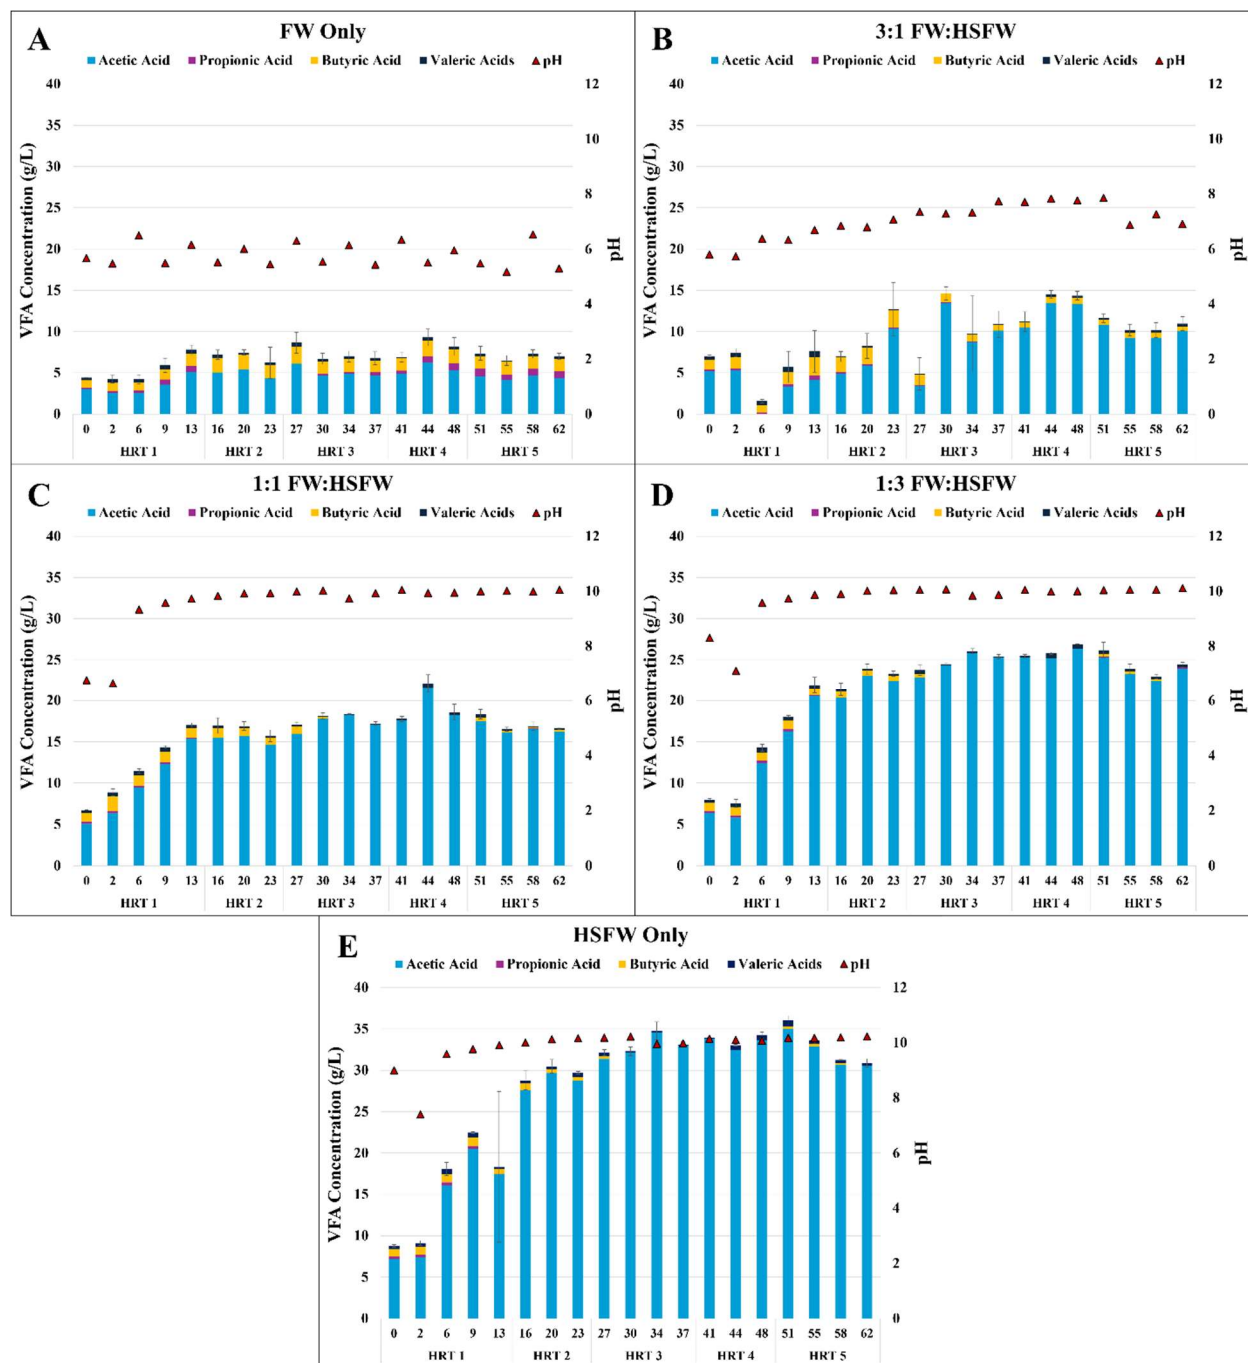 A FW Only
Acetic Acid Propionic Acid Butyric Acid Valeric Acids pH
VFA Concentration (g/L)
40 35 30 25 20 15 10 5 0
12 10 8 6 4 2 0
pH
0 2 6 9 13 16 20 23 27 30 34 37 41 44 48 51 55 58 62
HRT 1 HRT 2 HRT 3 HRT 4 HRT 5
B 3:1 FW:HSFW
Acetic Acid Propionic Acid Butyric Acid Valeric Acids pH
VFA Concentration (g/L)
40 35 30 25 20 15 10 5 0
12 10 8 6 4 2 0
pH
0 2 6 9 13 16 20 23 27 30 34 37 41 44 48 51 55 58 62
HRT 1 HRT 2 HRT 3 HRT 4 HRT 5
C 1:1 FW:HSFW
Acetic Acid Propionic Acid Butyric Acid Valeric Acids pH
VFA Concentration (g/L)
40 35 30 25 20 15 10 5 0
12 10 8 6 4 2 0
pH
0 2 6 9 13 16 20 23 27 30 34 37 41 44 48 51 55 58 62
HRT 1 HRT 2 HRT 3 HRT 4 HRT 5
D 1:3 FW:HSFW
Acetic Acid Propionic Acid Butyric Acid Valeric Acids pH
VFA Concentration (g/L)
40 35 30 25 20 15 10 5 0
12 10 8 6 4 2 0
pH
0 2 6 9 13 16 20 23 27 30 34 37 41 44 48 51 55 58 62
HRT 1 HRT 2 HRT 3 HRT 4 HRT 5
E HSFW Only
Acetic Acid Propionic Acid Butyric Acid Valeric Acids pH
VFA Concentration (g/L)
40 35 30 25 20 15 10 5 0
12 10 8 6 4 2 0
pH
0 2 6 9 13 16 20 23 27 30 34 37 41 44 48 51 55 58 62
HRT 1 HRT 2 HRT 3 HRT 4 HRT 5